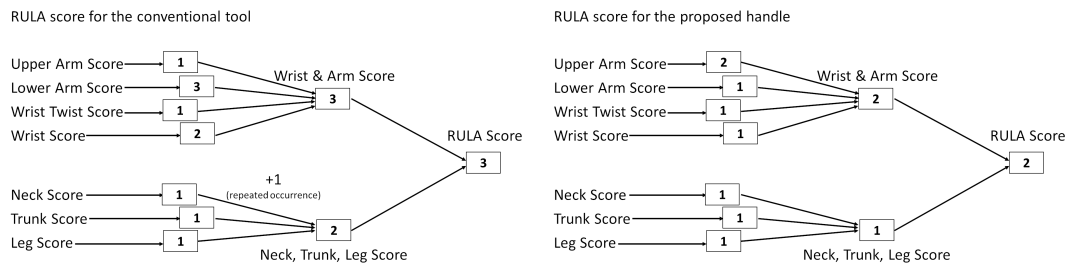 RULA score for the conventional tool
Upper Arm Score 1
Lower Arm Score 3
Wrist Twist Score 1
Wrist Score 2
Wrist & Arm Score
3
Neck Score 1
Trunk Score 1
Leg Score 1
+1
(repeated occurrence)
2
Neck, Trunk, Leg Score
RULA Score
3
RULA score for the proposed handle
Upper Arm Score 2
Lower Arm Score 1
Wrist Twist Score 1
Wrist Score 1
Wrist & Arm Score
2
Neck Score 1
Trunk Score 1
Leg Score 1
1
Neck, Trunk, Leg Score
RULA Score
2